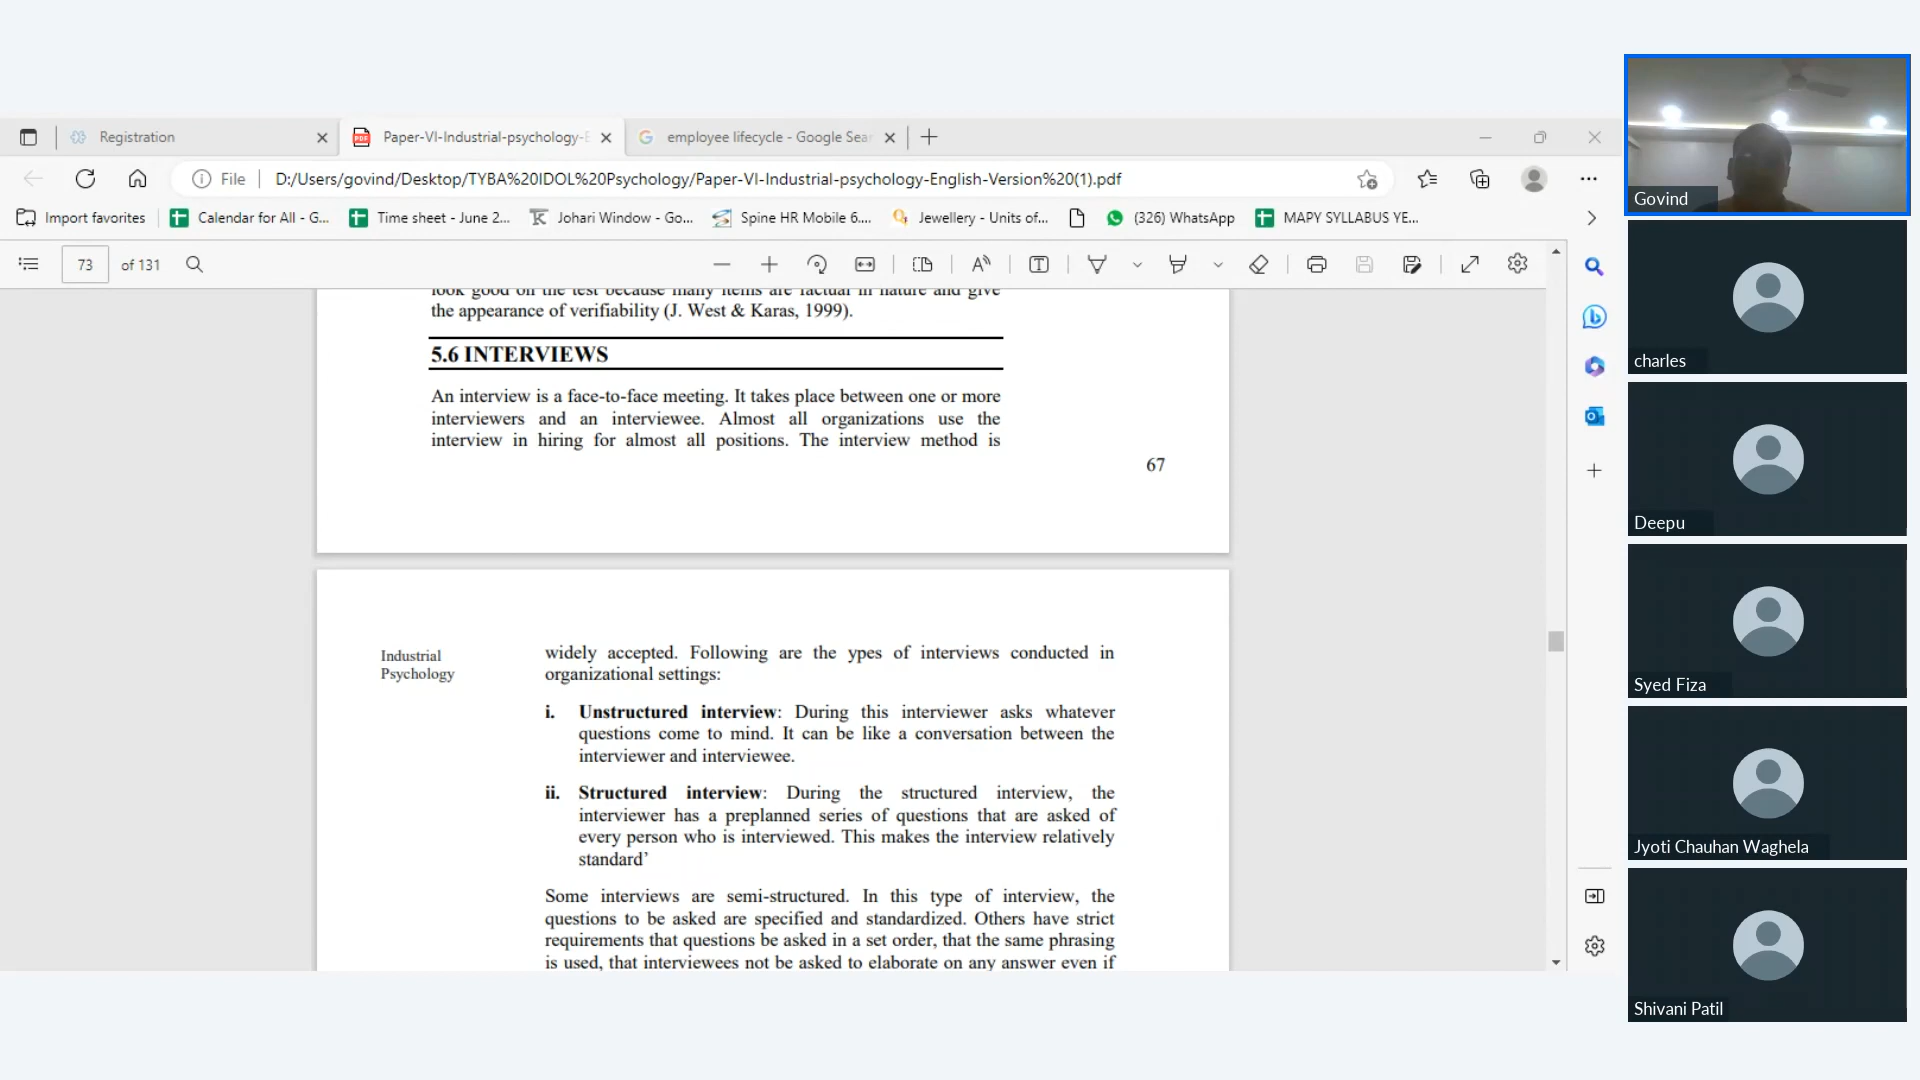 Registration
Paper-VI-Industrial-psychology-E
employee lifecycle - Google Sear
File
D:/Users/govind/Desktop/TYBA%20IDOL%20Psychology/Paper-VI-Industrial-psychology-English-Version%20(1).pdf
Import favorites
Calendar for All - G...
Time sheet - June 2...
Johari Window - Go...
Spine HR Mobile 6....
Jewellery - Units of...
(326) WhatsApp
MAPY SYLLABUS YE...
73 of 131
look good on the test because many items are factual in nature and give
the appearance of verifiability (J. West & Karas, 1999).
5.6 INTERVIEWS
An interview is a face-to-face meeting. It takes place between one or more
interviewers and an interviewee. Almost all organizations use the
interview in hiring for almost all positions. The interview method is
67
Industrial
Psychology
widely accepted. Following are the ypes of interviews conducted in
organizational settings:
i. Unstructured interview: During this interviewer asks whatever
questions come to mind. It can be like a conversation between the
interviewer and interviewee.
ii. Structured interview: During the structured interview, the
interviewer has a preplanned series of questions that are asked of
every person who is interviewed. This makes the interview relatively
standard’
Some interviews are semi-structured. In this type of interview, the
questions to be asked are specified and standardized. Others have strict
requirements that questions be asked in a set order, that the same phrasing
is used, that interviewees not be asked to elaborate on any answer even if
Govind
charles
Deepu
Syed Fiza
Jyoti Chauhan Waghela
Shivani Patil